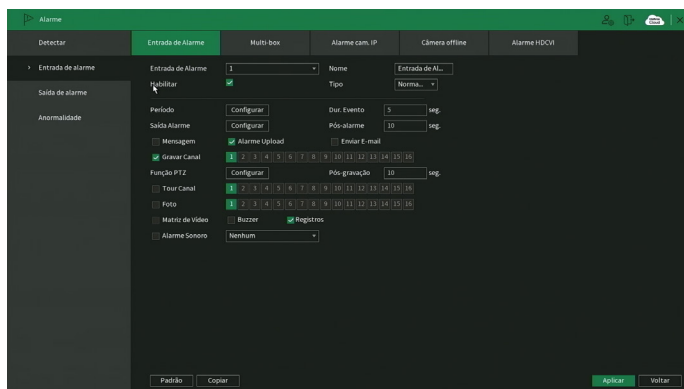 Alarme
Detectar Entrada de Alarme Multi-box Alarme cam. IP Câmera offline Alarme HDCVI
Entrada de alarme
Saída de alarme
Anormalidade
Entrada de Alarme 1 Nome Entrada de Al...
Habilitar Tipo Norma...
Período Configurar Dur. Evento 5 seg.
Saída Alarme Configurar Pós-alarme 10 seg.
Mensagem Alarme Upload Enviar E-mail
Gravar Canal 1 2 3 4 5 6 7 8 9 10 11 12 13 14 15 16
Função PTZ Configurar Pós-gravação 10 seg.
Tour Canal 1 2 3 4 5 6 7 8 9 10 11 12 13 14 15 16
Foto 1 2 3 4 5 6 7 8 9 10 11 12 13 14 15 16
Matriz de Vídeo Buzzer Registros
Alarme Sonoro Nenhum
Padrão Copiar Aplicar Voltar